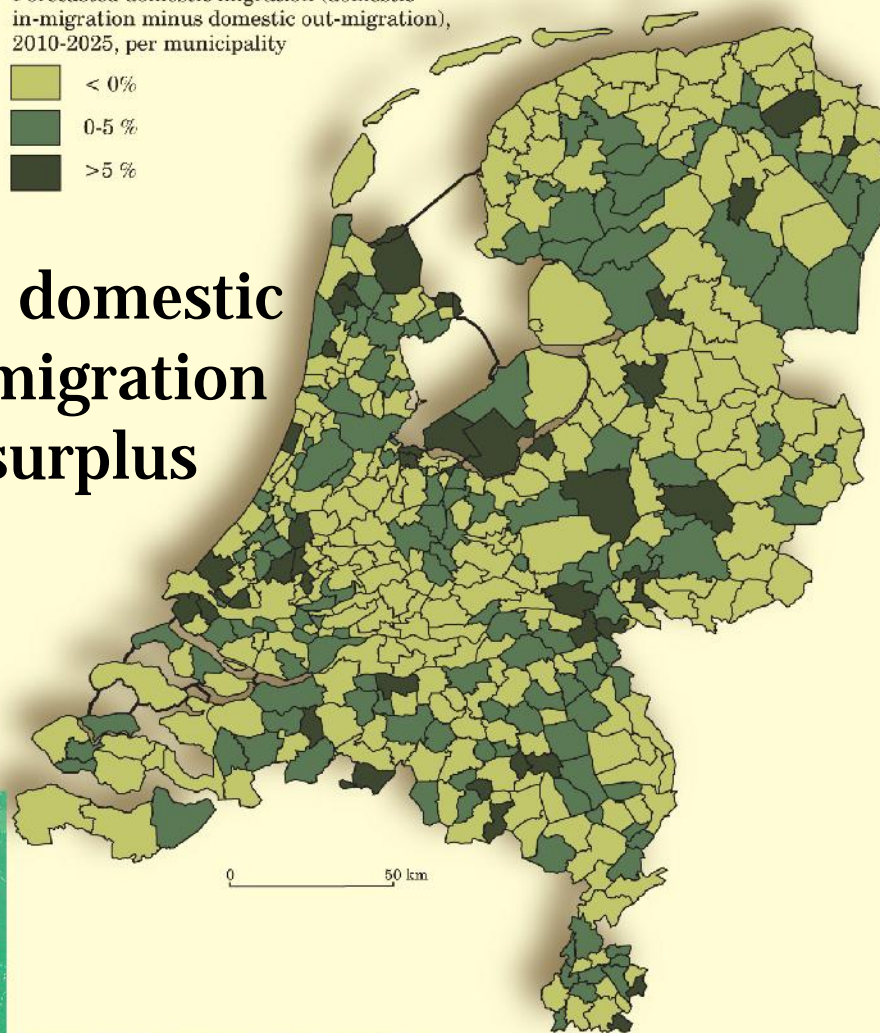 in-migration minus domestic out-migration),
2010-2025, per municipality
< 0%
0-5 %
>5 %
domestic
migration
surplus
0 50 km